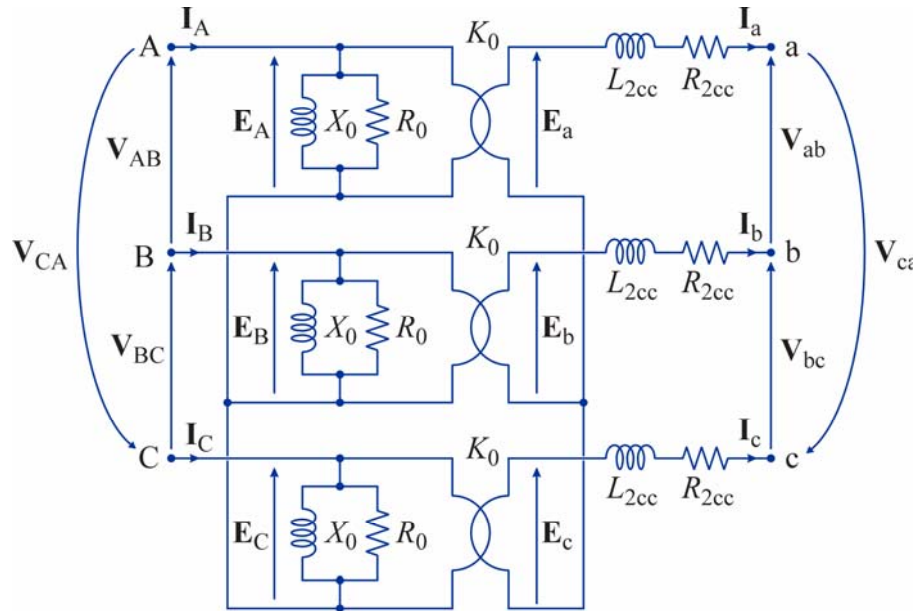 I_A K_0 I_a
A a
L_2cc R_2cc
E_A X_0 R_0 E_a
V_AB V_ab
I_B K_0 I_b
V_CA B b V_ca
L_2cc R_2cc
E_B X_0 R_0 E_b
V_BC V_bc
I_C K_0 I_c
C c
L_2cc R_2cc
E_C X_0 R_0 E_c